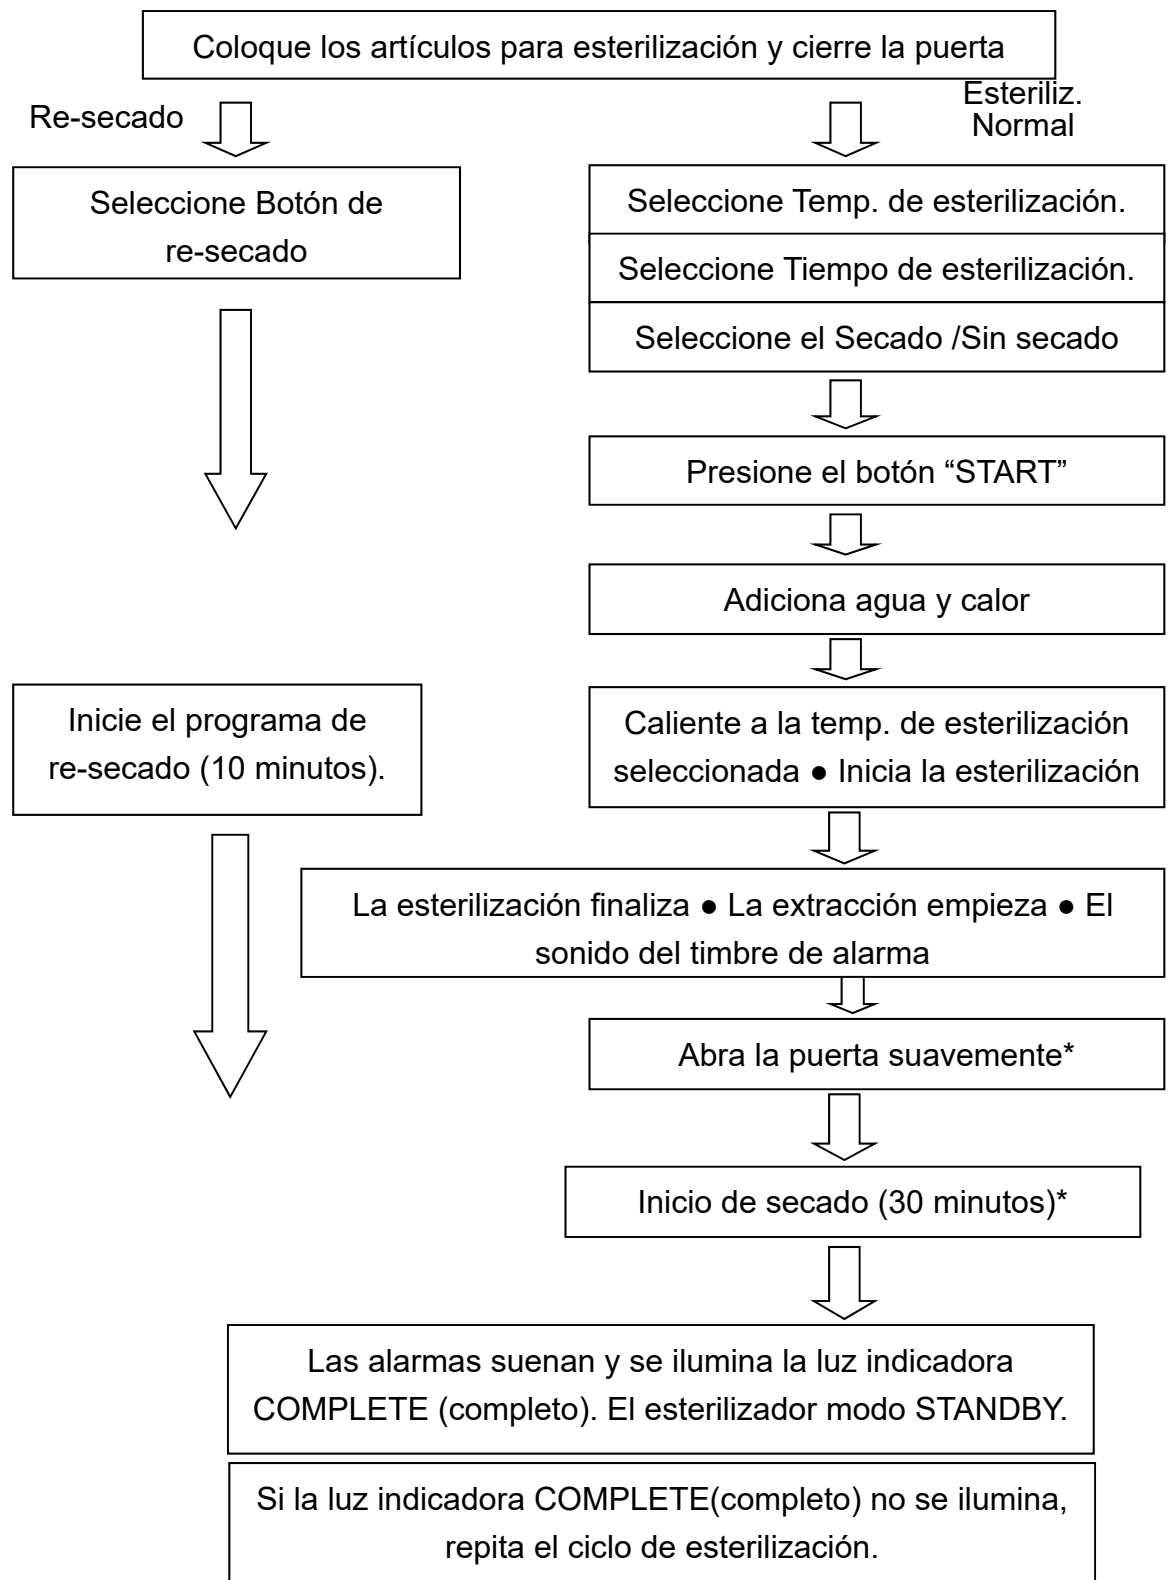 Coloque los artículos para esterilización y cierre la puerta
Re-secado
Esteriliz.
Normal
Seleccione Botón de
re-secado
Seleccione Temp. de esterilización.
Seleccione Tiempo de esterilización.
Seleccione el Secado /Sin secado
Presione el botón “START”
Adiciona agua y calor
Inicie el programa de
re-secado (10 minutos).
Caliente a la temp. de esterilización
seleccionada ● Inicia la esterilización
La esterilización finaliza ● La extracción empieza ● El
sonido del timbre de alarma
Abra la puerta suavemente*
Inicio de secado (30 minutos)*
Las alarmas suenan y se ilumina la luz indicadora
COMPLETE (completo). El esterilizador modo STANDBY.
Si la luz indicadora COMPLETE(completo) no se ilumina,
repita el ciclo de esterilización.